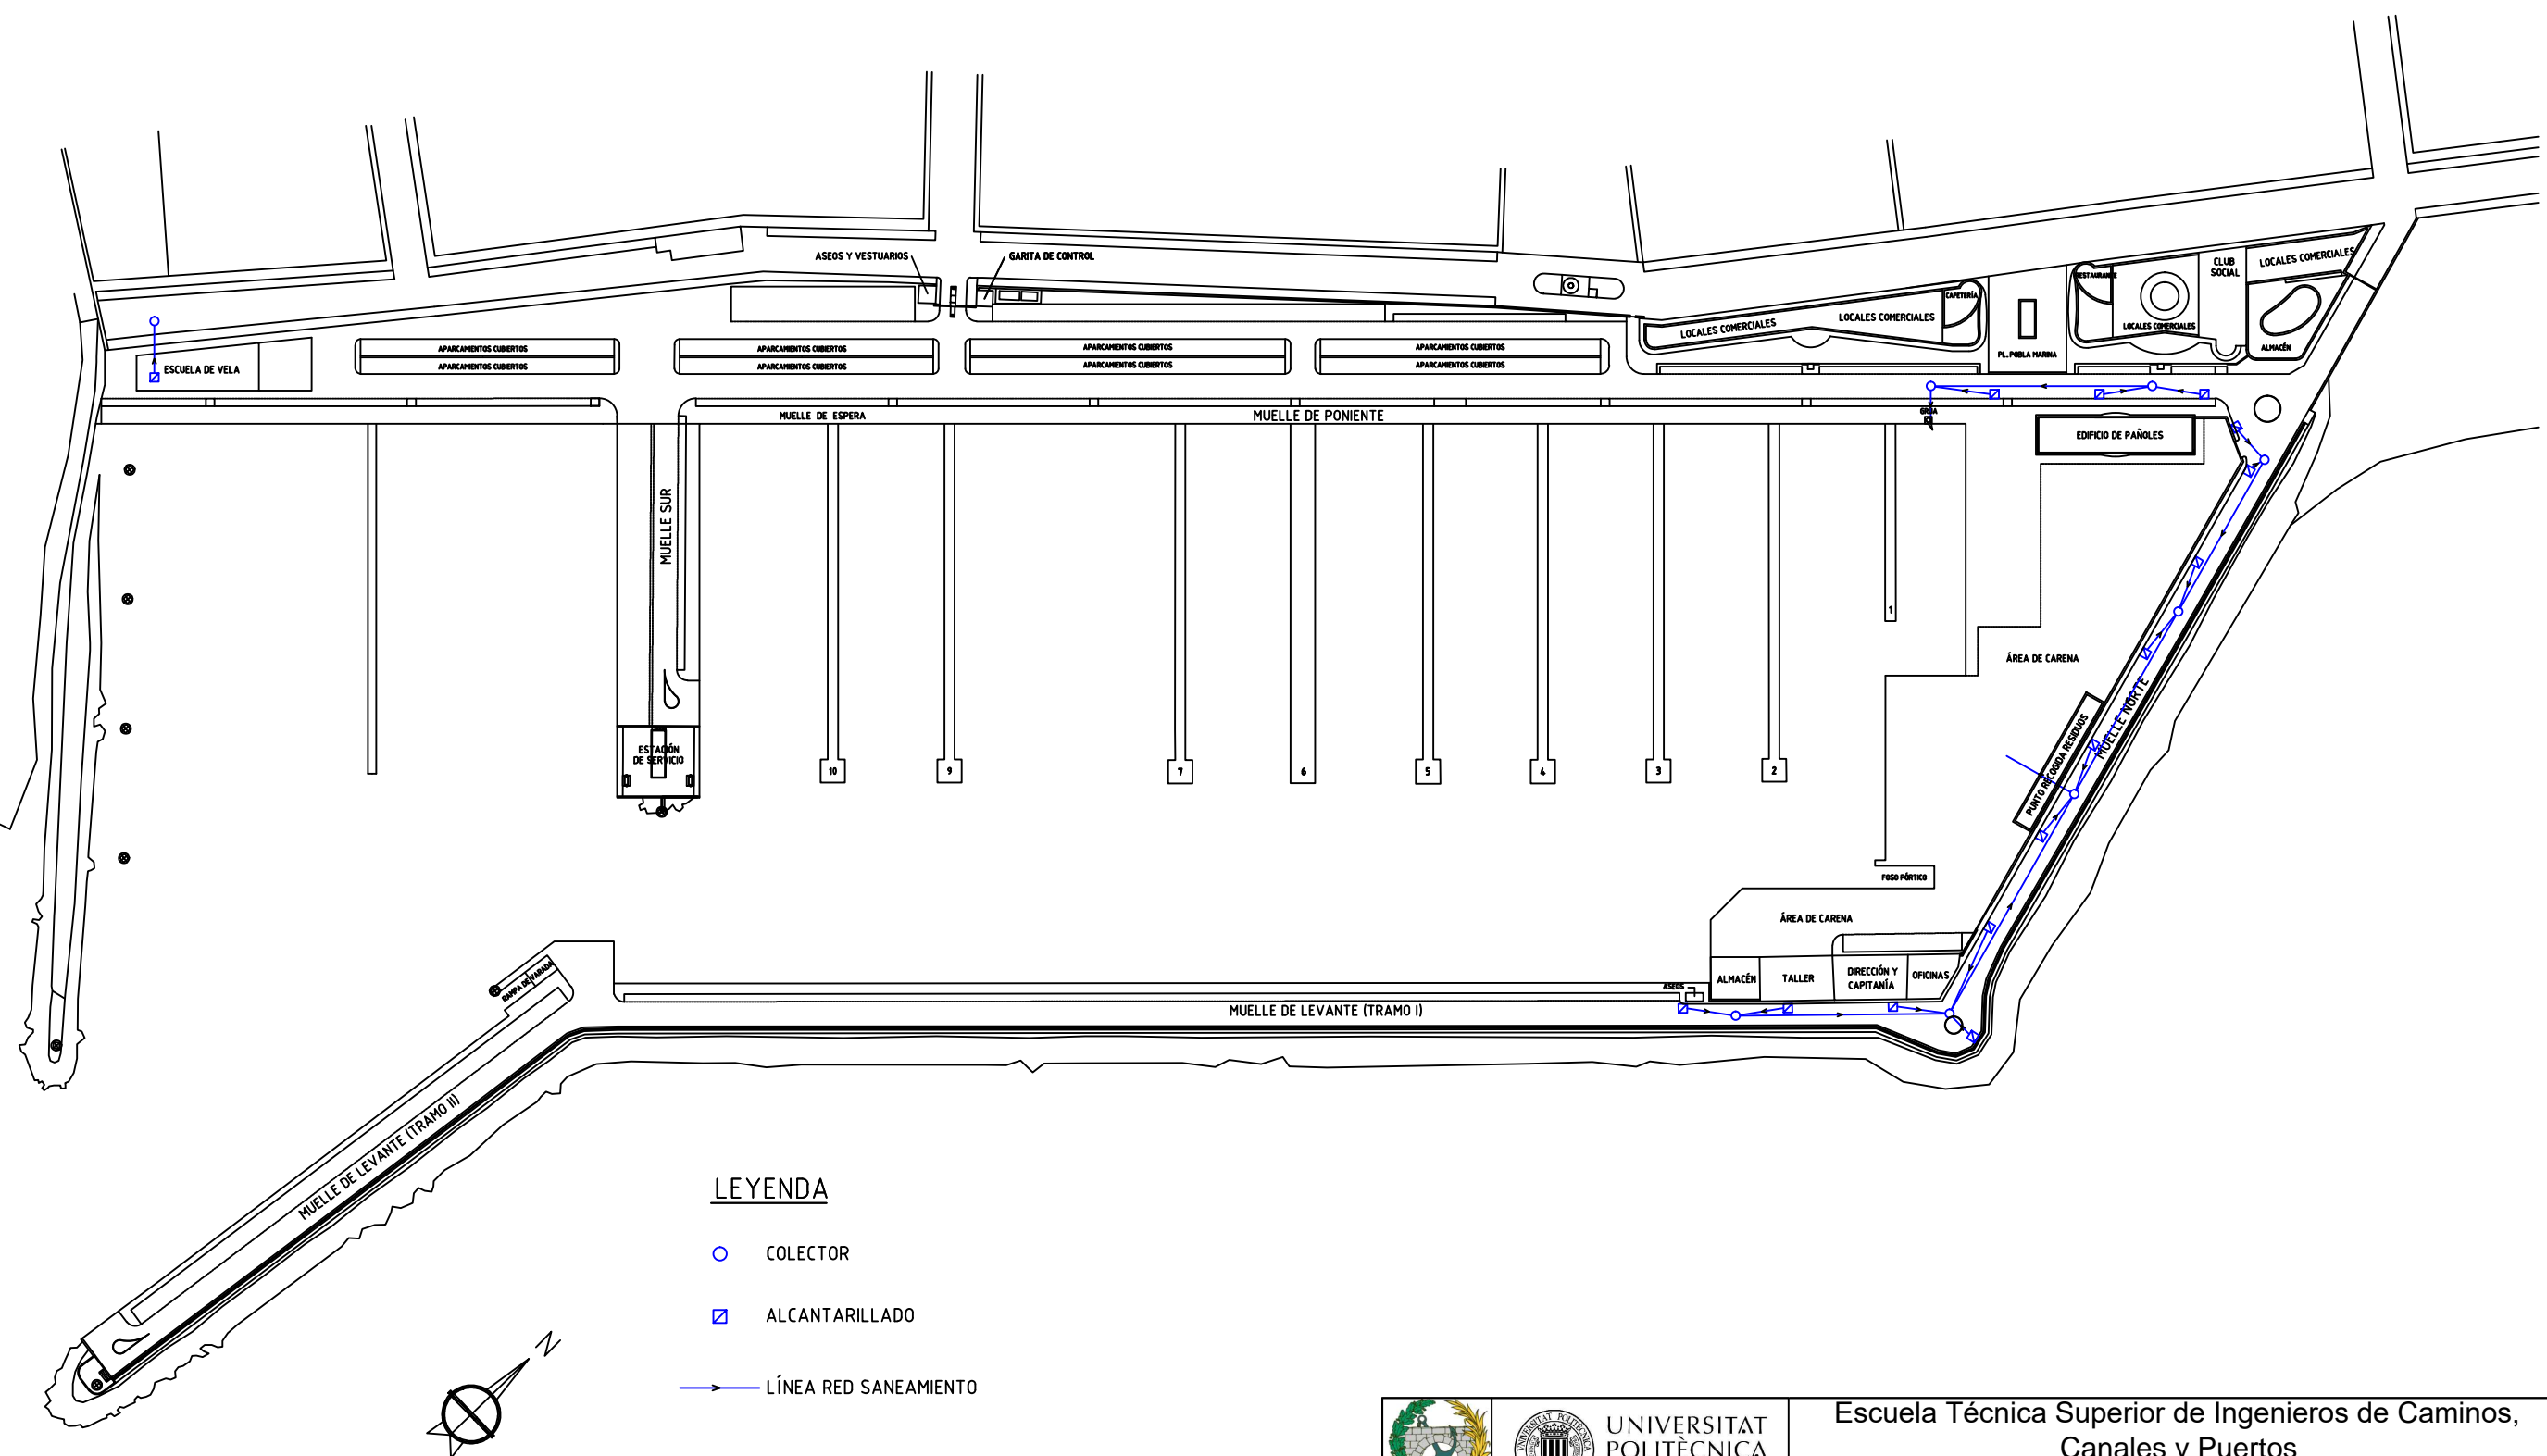 ASEOS Y VESTUARIOS
GARITA DE CONTROL
LOCALES COMERCIALES
CLUB
SOCIAL
RESTAURANTE
CAFETERÍA
LOCALES COMERCIALES
LOCALES COMERCIALES
LOCALES COMERCIALES
ALMACÉN
PL. POBLA MARINA
APARCAMIENTOS CUBIERTOS
APARCAMIENTOS CUBIERTOS
APARCAMIENTOS CUBIERTOS
APARCAMIENTOS CUBIERTOS
APARCAMIENTOS CUBIERTOS
APARCAMIENTOS CUBIERTOS
APARCAMIENTOS CUBIERTOS
APARCAMIENTOS CUBIERTOS
ESCUELA DE VELA
MUELLE DE ESPERA
MUELLE DE PONIENTE
GRÚA
EDIFICIO DE PAÑOLES
MUELLE SUR
1
ÁREA DE CARENA
MUELLE NORTE
PUNTO RECOGIDA RESIDUOS
ESTACIÓN
DE SERVICIO
10
9
7
6
5
4
3
2
FOSO PÓRTICO
ÁREA DE CARENA
RAMPA DE VARADA
ALMACÉN
TALLER
DIRECCIÓN Y
CAPITANÍA
OFICINAS
ASEOS
MUELLE DE LEVANTE (TRAMO I)
MUELLE DE LEVANTE (TRAMO II)
LEYENDA
COLECTOR
ALCANTARILLADO
LÍNEA RED SANEAMIENTO
N
UNIVERSITAT
POLITÈCNICA
Escuela Técnica Superior de Ingenieros de Caminos,
Canales y Puertos